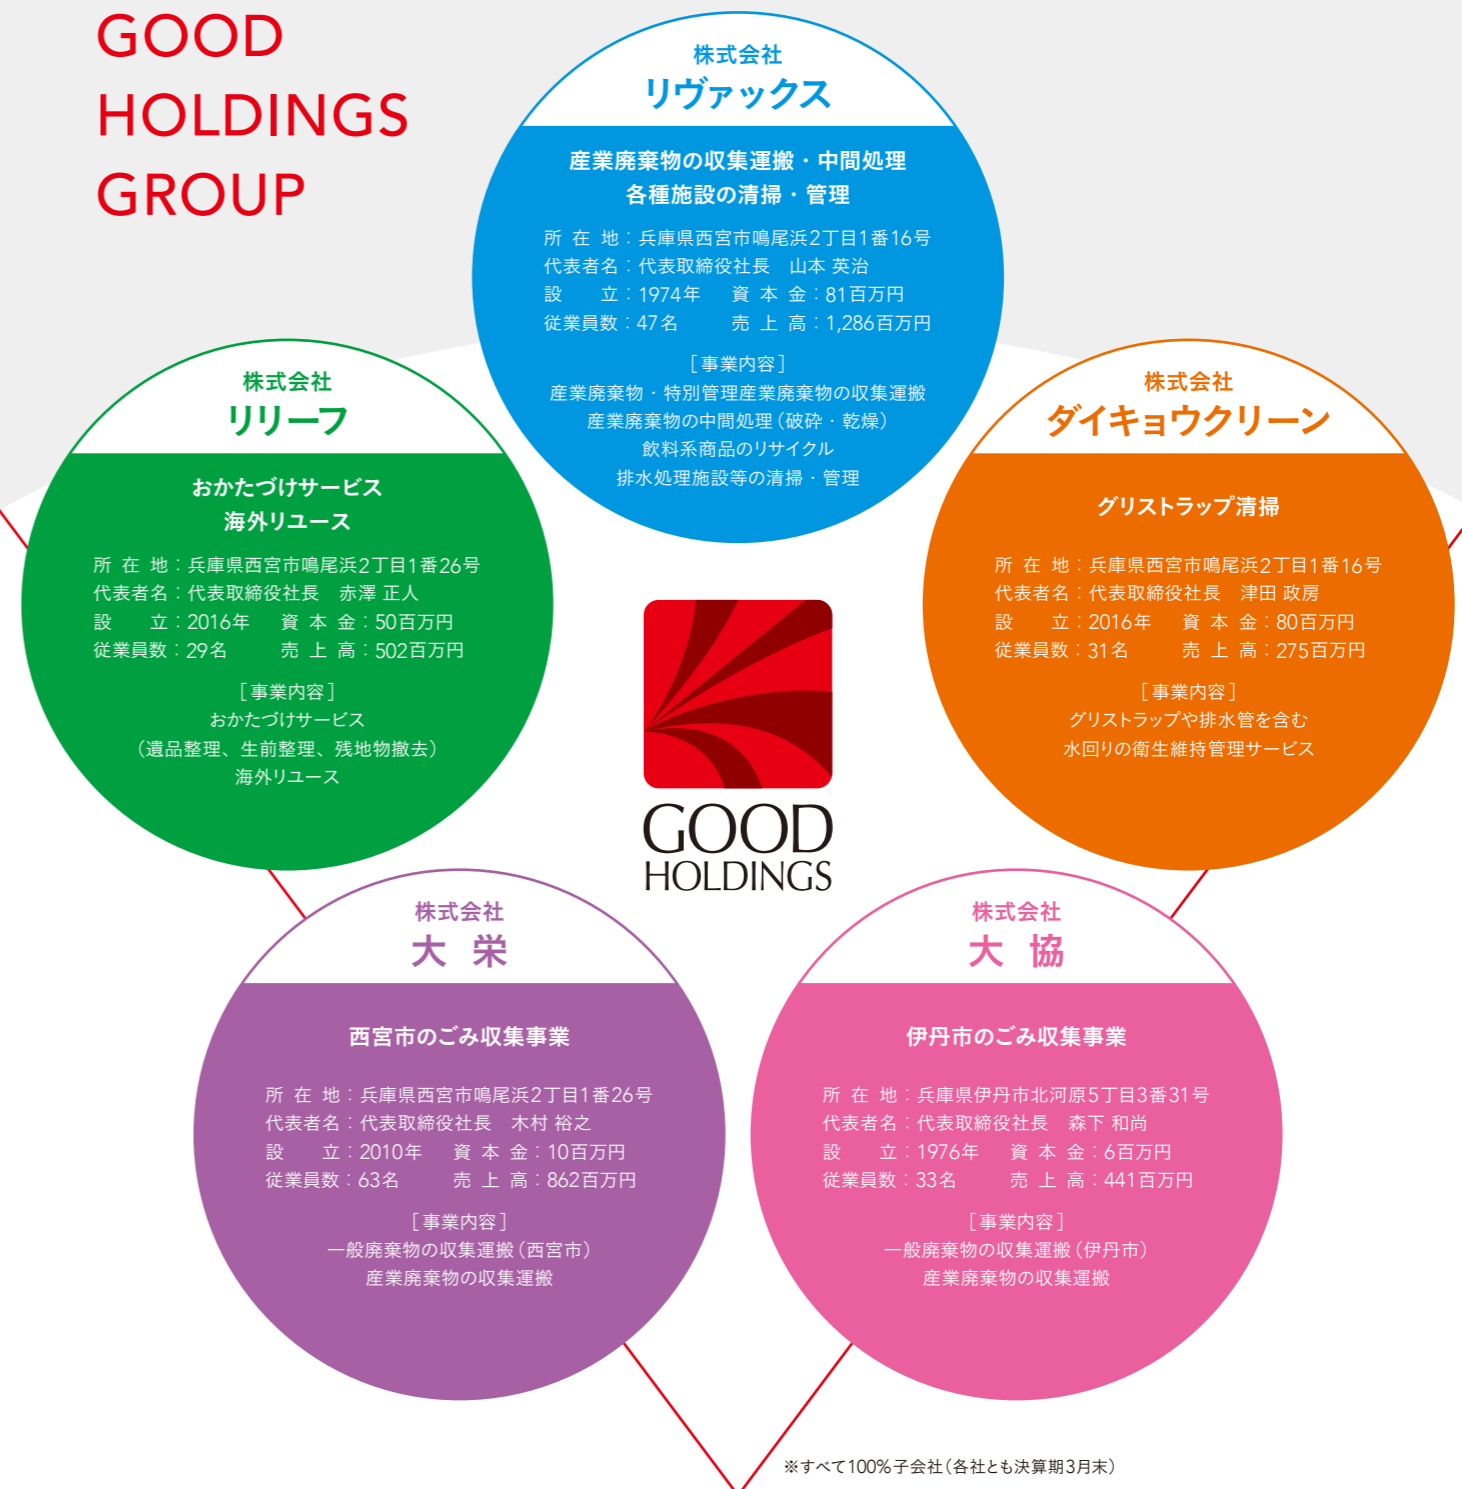 GOOD
HOLDINGS
GROUP
株式会社
リヴァックス
産業廃棄物の収集運搬・中間処理
各種施設の清掃・管理
所在地：兵庫県西宮市鳴尾浜2丁目1番16号
代表者名：代表取締役社長　山本 英治
設　立：1974年　資本金：81百万円
従業員数：47名　売上高：1,286百万円
［事業内容］
産業廃棄物・特別管理産業廃棄物の収集運搬
産業廃棄物の中間処理（破砕・乾燥）
飲料系商品のリサイクル
排水処理施設等の清掃・管理
株式会社
リリーフ
おかたづけサービス
海外リユース
所在地：兵庫県西宮市鳴尾浜2丁目1番26号
代表者名：代表取締役社長　赤澤 正人
設　立：2016年　資本金：50百万円
従業員数：29名　売上高：502百万円
［事業内容］
おかたづけサービス
（遺品整理、生前整理、残地物撤去）
海外リユース
株式会社
ダイキョウクリーン
グリストラップ清掃
所在地：兵庫県西宮市鳴尾浜2丁目1番16号
代表者名：代表取締役社長　津田 政房
設　立：2016年　資本金：80百万円
従業員数：31名　売上高：275百万円
［事業内容］
グリストラップや排水管を含む
水回りの衛生維持管理サービス
GOOD
HOLDINGS
株式会社
大栄
西宮市のごみ収集事業
所在地：兵庫県西宮市鳴尾浜2丁目1番26号
代表者名：代表取締役社長　木村 裕之
設　立：2010年　資本金：10百万円
従業員数：63名　売上高：862百万円
［事業内容］
一般廃棄物の収集運搬（西宮市）
産業廃棄物の収集運搬
株式会社
大協
伊丹市のごみ収集事業
所在地：兵庫県伊丹市北河原5丁目3番31号
代表者名：代表取締役社長　森下 和尚
設　立：1976年　資本金：6百万円
従業員数：33名　売上高：441百万円
［事業内容］
一般廃棄物の収集運搬（伊丹市）
産業廃棄物の収集運搬
※すべて100%子会社（各社とも決算期3月末）